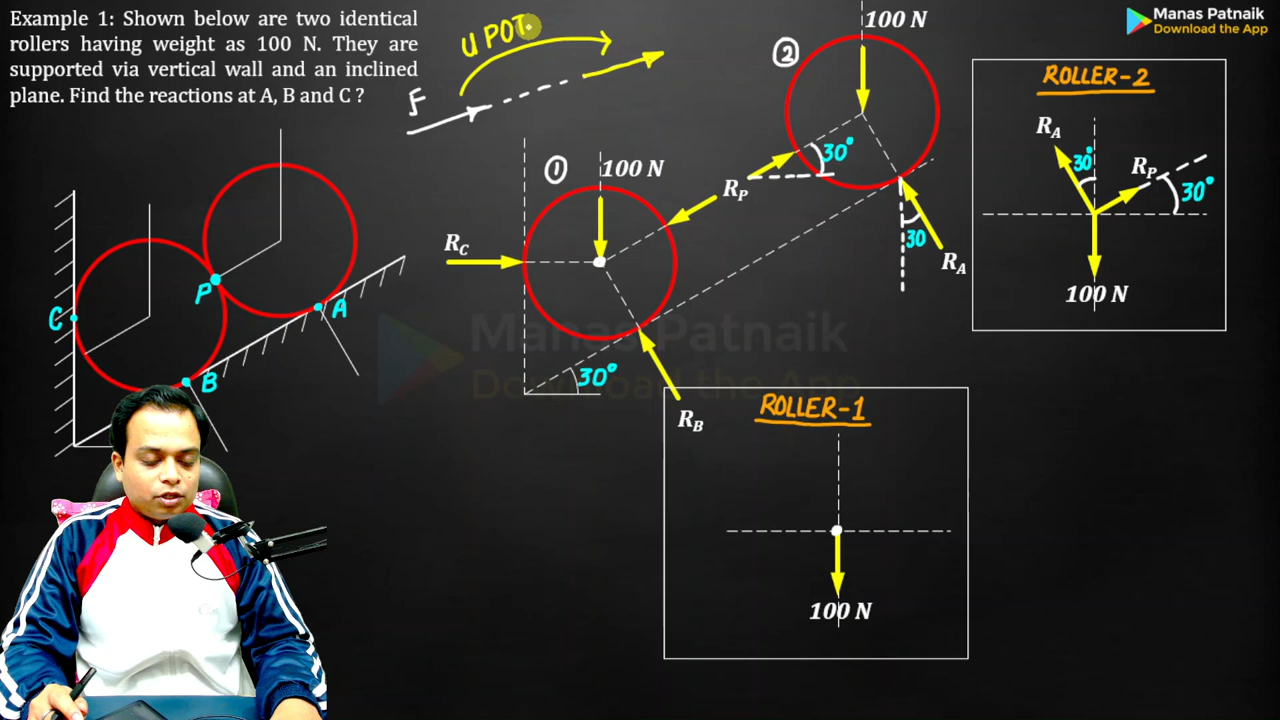 Example 1: Shown below are two identical
rollers having weight as 100 N. They are
supported via vertical wall and an inclined
plane. Find the reactions at A, B and C ?
F
U POT.
100 N
2
Manas Patnaik
Download the App
ROLLER-2
R_A
30°
R_P
30°
100 N
1
100 N
R_P
30°
R_C
30
R_A
C
P
A
B
Manas Patnaik
Download the App
30°
R_B
ROLLER-1
100 N